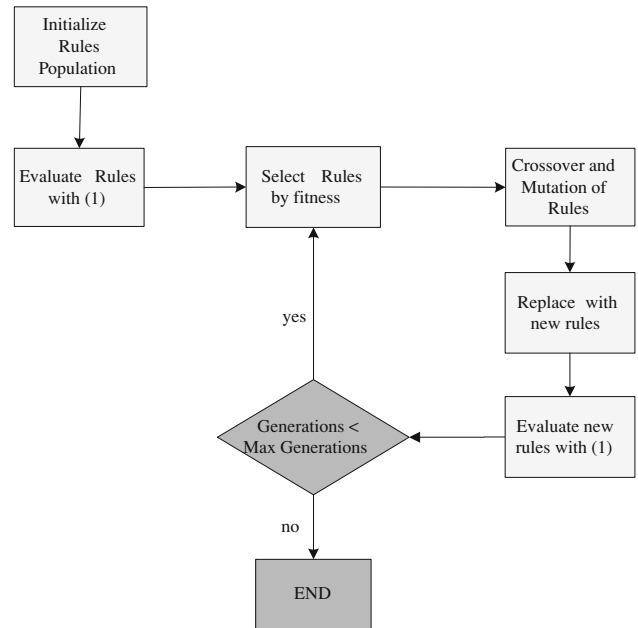 Initialize
Rules
Population
Evaluate Rules
with (1)
Select Rules
by fitness
Crossover and
Mutation of
Rules
Replace with
new rules
Evaluate new
rules with (1)
Generations <
Max Generations
yes
no
END